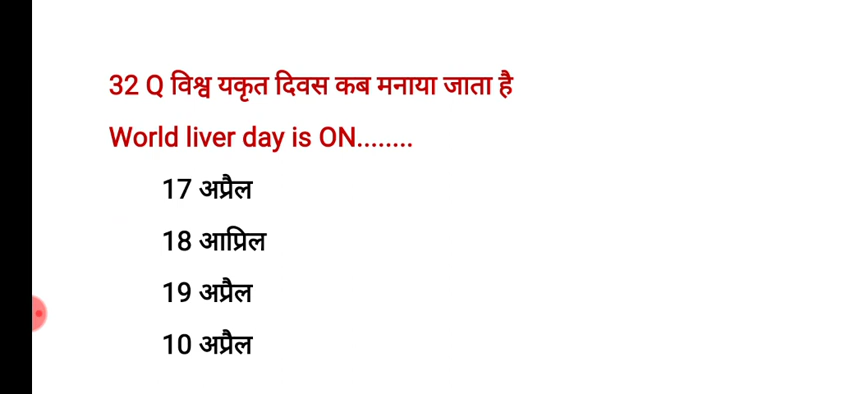 32 Q विश्व यकृत दिवस कब मनाया जाता है
World liver day is ON........
17 अप्रैल
18 आप्रिल
19 अप्रैल
10 अप्रैल